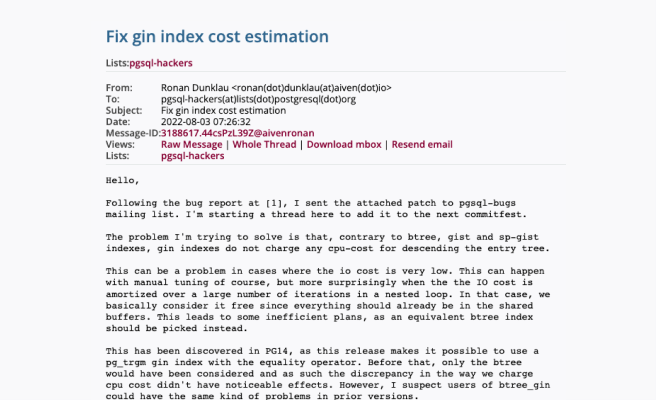 Fix gin index cost estimation
Lists:pgsql-hackers
From: Ronan Dunklau <ronan(dot)dunklau(at)aiven(dot)io>
To: pgsql-hackers(at)lists(dot)postgresql(dot)org
Subject: Fix gin index cost estimation
Date: 2022-08-03 07:26:32
Message-ID:3188617.44csPzL39Z@aivenronan
Views: Raw Message | Whole Thread | Download mbox | Resend email
Lists: pgsql-hackers
Hello,
Following the bug report at [1], I sent the attached patch to pgsql-bugs
mailing list. I'm starting a thread here to add it to the next commitfest.
The problem I'm trying to solve is that, contrary to btree, gist and sp-gist
indexes, gin indexes do not charge any cpu-cost for descending the entry tree.
This can be a problem in cases where the io cost is very low. This can happen
with manual tuning of course, but more surprisingly when the the IO cost is
amortized over a large number of iterations in a nested loop. In that case, we
basically consider it free since everything should already be in the shared
buffers. This leads to some inefficient plans, as an equivalent btree index
should be picked instead.
This has been discovered in PG14, as this release makes it possible to use a
pg_trgm gin index with the equality operator. Before that, only the btree
would have been considered and as such the discrepancy in the way we charge
cpu cost didn't have noticeable effects. However, I suspect users of btree_gin
could have the same kind of problems in prior versions.